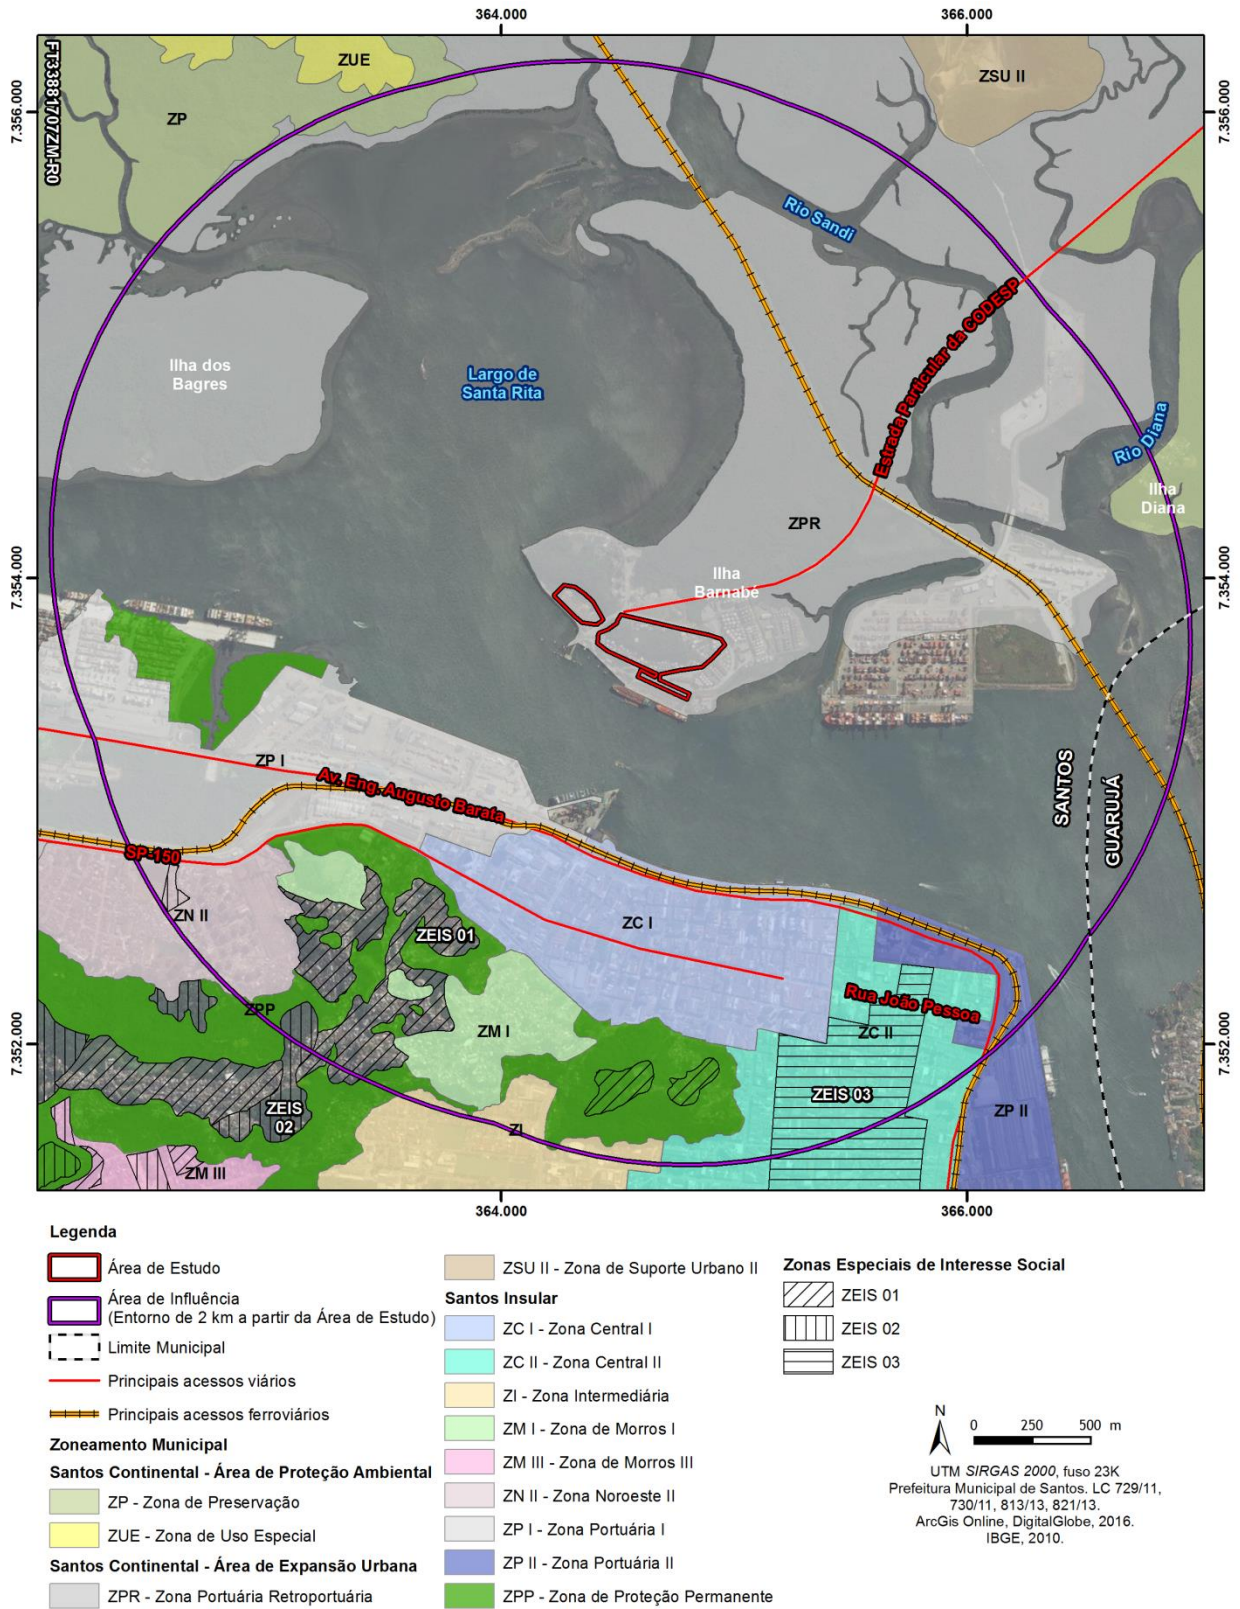 364.000
366.000
FT33881707ZM-R0
7.356.000
7.356.000
ZUE
ZP
ZSU II
Rio Sandi
Estrada Particular da CODESP
Ilha dos
Bagres
Largo de
Santa Rita
Rio Diana
Ilha
Diana
ZPR
7.354.000
7.354.000
Ilha
Barnabé
ZP I
Av. Eng. Augusto Barata
SANTOS
GUARUJÁ
SP-150
ZN II
ZEIS 01
ZC I
Rua João Pessoa
ZPP
ZM I
ZC II
7.352.000
7.352.000
ZEIS
02
ZEIS 03
ZP II
ZI
ZM III
364.000
366.000
Legenda
Área de Estudo
Área de Influência
(Entorno de 2 km a partir da Área de Estudo)
Limite Municipal
Principais acessos viários
Principais acessos ferroviários
Zoneamento Municipal
Santos Continental - Área de Proteção Ambiental
ZP - Zona de Preservação
ZUE - Zona de Uso Especial
Santos Continental - Área de Expansão Urbana
ZPR - Zona Portuária Retroportuária
ZSU II - Zona de Suporte Urbano II
Santos Insular
ZC I - Zona Central I
ZC II - Zona Central II
ZI - Zona Intermediária
ZM I - Zona de Morros I
ZM III - Zona de Morros III
ZN II - Zona Noroeste II
ZP I - Zona Portuária I
ZP II - Zona Portuária II
ZPP - Zona de Proteção Permanente
Zonas Especiais de Interesse Social
ZEIS 01
ZEIS 02
ZEIS 03
N
0 250 500 m
UTM SIRGAS 2000, fuso 23K
Prefeitura Municipal de Santos. LC 729/11,
730/11, 813/13, 821/13.
ArcGis Online, DigitalGlobe, 2016.
IBGE, 2010.